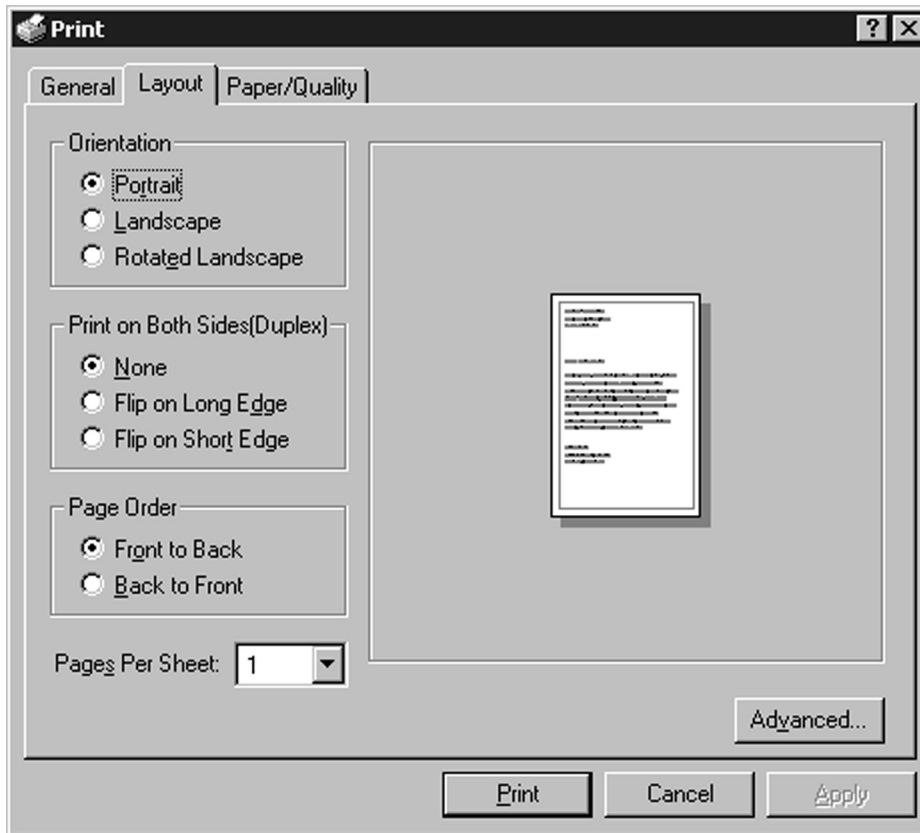 Print
General Layout Paper/Quality
Orientation
Portrait
Landscape
Rotated Landscape
Print on Both Sides(Duplex)
None
Flip on Long Edge
Flip on Short Edge
Page Order
Front to Back
Back to Front
Pages Per Sheet: 1
Advanced...
Print Cancel Apply